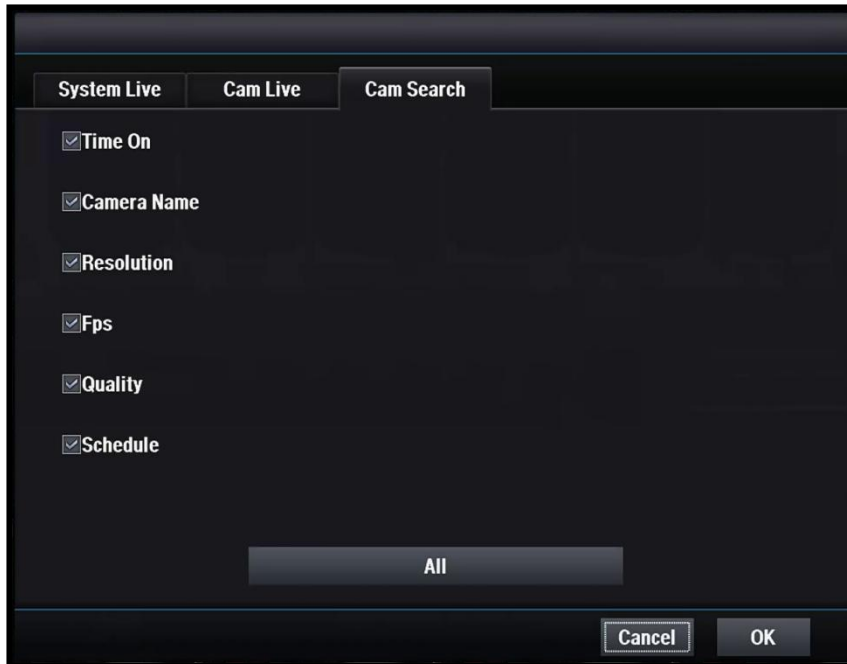 System Live Cam Live Cam Search
Time On
Camera Name
Resolution
Fps
Quality
Schedule
All
Cancel OK